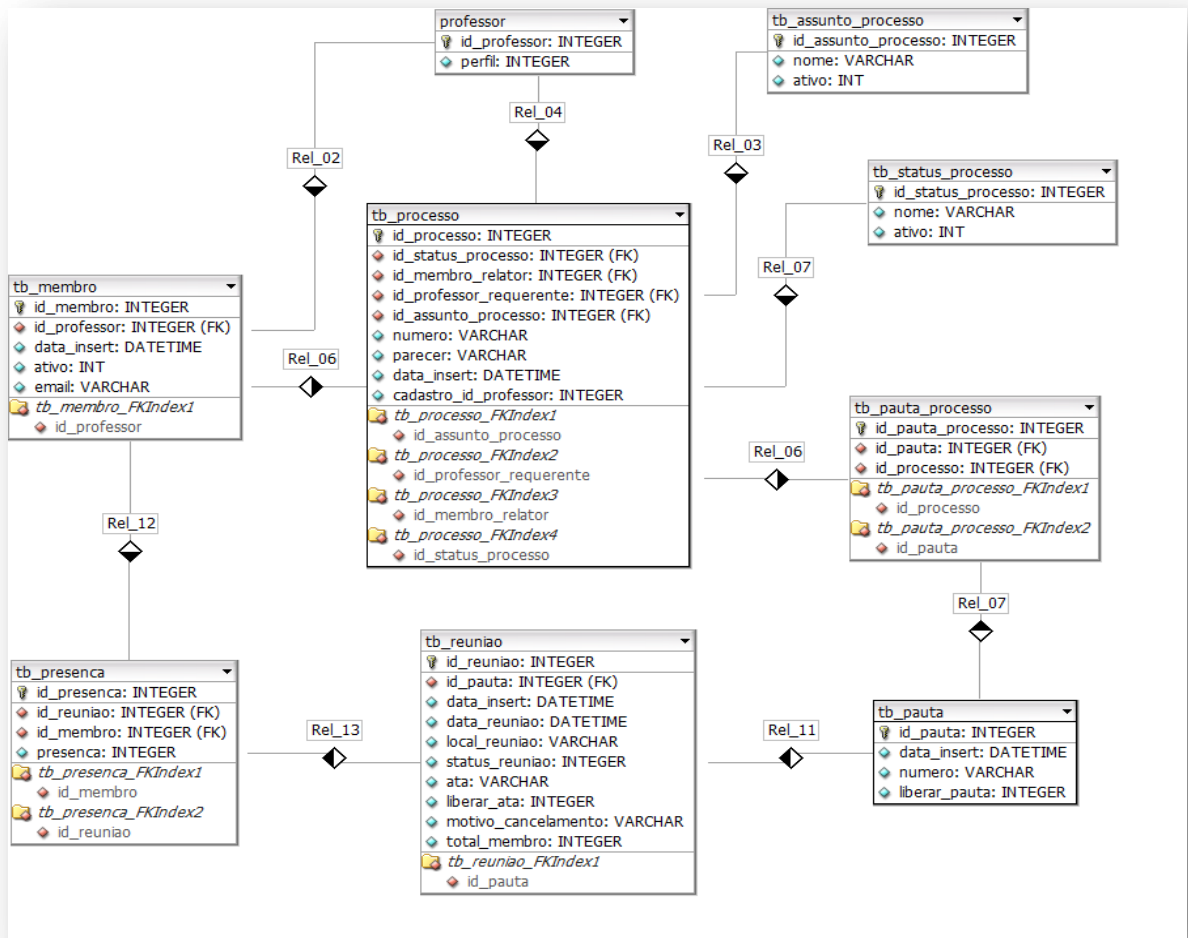 professor
id_professor: INTEGER
perfil: INTEGER
tb_assunto_processo
id_assunto_processo: INTEGER
nome: VARCHAR
ativo: INT
Rel_04
Rel_03
Rel_02
tb_status_processo
id_status_processo: INTEGER
nome: VARCHAR
ativo: INT
tb_processo
id_processo: INTEGER
id_status_processo: INTEGER (FK)
id_membro_relator: INTEGER (FK)
id_professor_requerente: INTEGER (FK)
id_assunto_processo: INTEGER (FK)
numero: VARCHAR
parecer: VARCHAR
data_insert: DATETIME
cadastro_id_professor: INTEGER
tb_processo_FKIndex1
id_assunto_processo
tb_processo_FKIndex2
id_professor_requerente
tb_processo_FKIndex3
id_membro_relator
tb_processo_FKIndex4
id_status_processo
Rel_07
tb_membro
id_membro: INTEGER
id_professor: INTEGER (FK)
data_insert: DATETIME
ativo: INT
email: VARCHAR
tb_membro_FKIndex1
id_professor
Rel_06
tb_pauta_processo
id_pauta_processo: INTEGER
id_pauta: INTEGER (FK)
id_processo: INTEGER (FK)
tb_pauta_processo_FKIndex1
id_processo
tb_pauta_processo_FKIndex2
id_pauta
Rel_06
Rel_12
Rel_07
tb_presenca
id_presenca: INTEGER
id_reuniao: INTEGER (FK)
id_membro: INTEGER (FK)
presenca: INTEGER
tb_presenca_FKIndex1
id_membro
tb_presenca_FKIndex2
id_reuniao
Rel_13
tb_reuniao
id_reuniao: INTEGER
id_pauta: INTEGER (FK)
data_insert: DATETIME
data_reuniao: DATETIME
local_reuniao: VARCHAR
status_reuniao: INTEGER
ata: VARCHAR
liberar_ata: INTEGER
motivo_cancelamento: VARCHAR
total_membro: INTEGER
tb_reuniao_FKIndex1
id_pauta
Rel_11
tb_pauta
id_pauta: INTEGER
data_insert: DATETIME
numero: VARCHAR
liberar_pauta: INTEGER